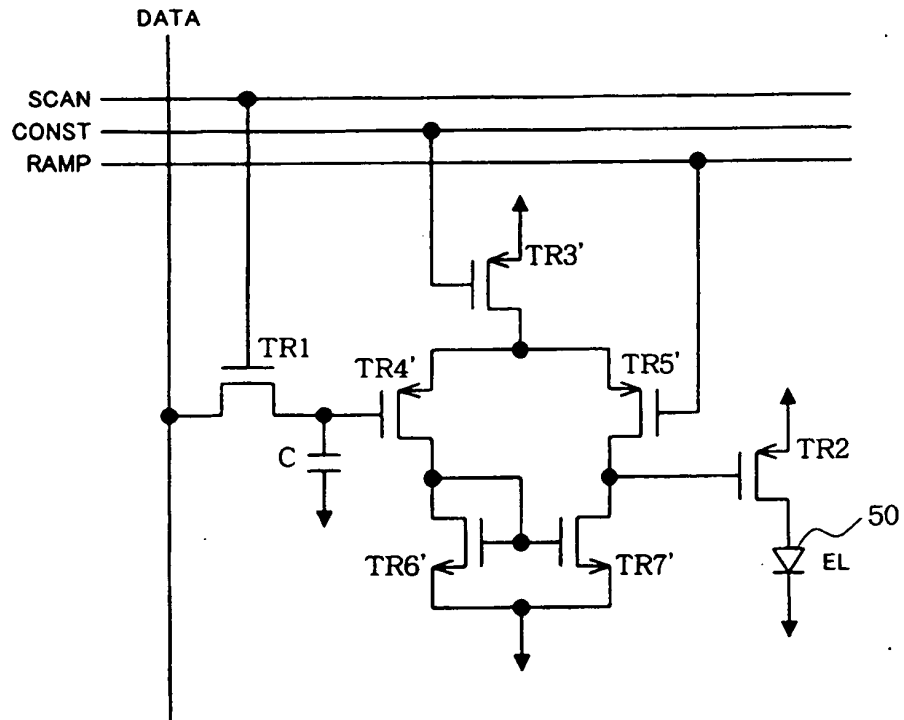 DATA
SCAN
CONST
RAMP
TR3'
TR1
TR4'
TR5'
TR2
C
50
TR6'
TR7'
EL